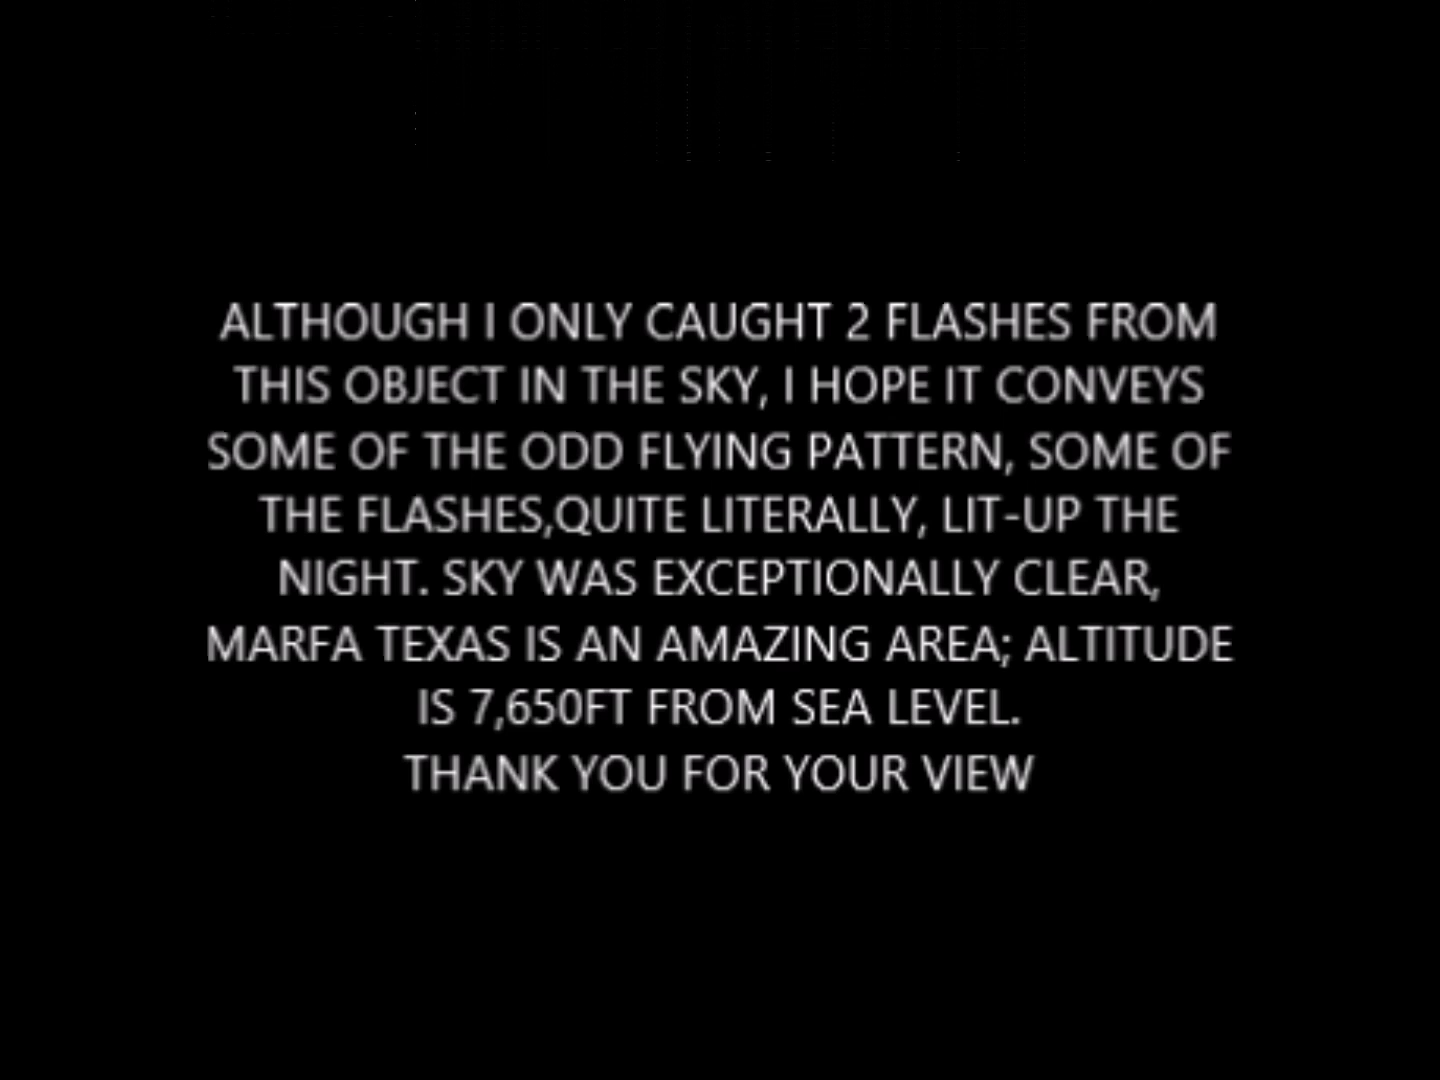 ALTHOUGH I ONLY CAUGHT 2 FLASHES FROM
THIS OBJECT IN THE SKY, I HOPE IT CONVEYS
SOME OF THE ODD FLYING PATTERN, SOME OF
THE FLASHES,QUITE LITERALLY, LIT-UP THE
NIGHT. SKY WAS EXCEPTIONALLY CLEAR,
MARFA TEXAS IS AN AMAZING AREA; ALTITUDE
IS 7,650FT FROM SEA LEVEL.
THANK YOU FOR YOUR VIEW